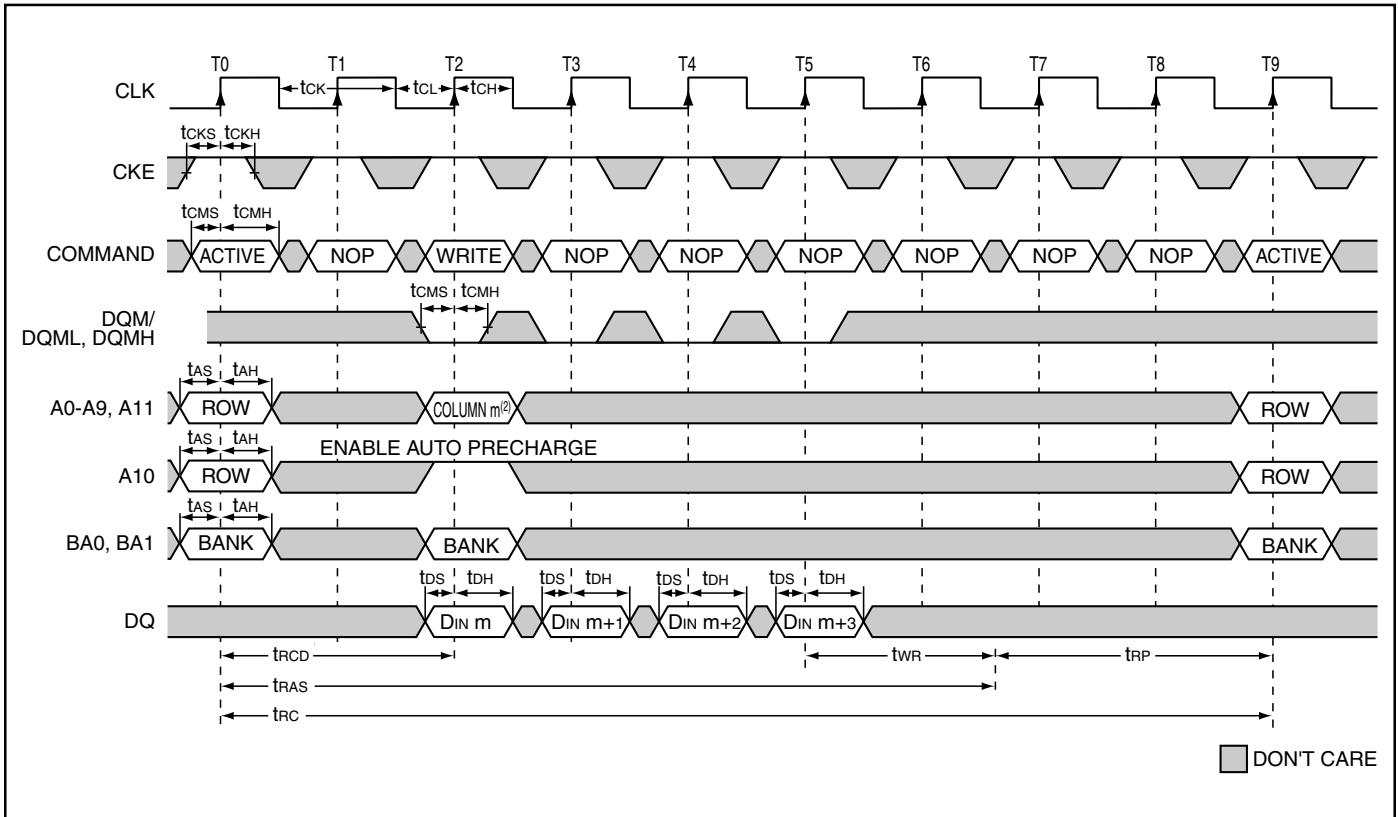 T0 T1 T2 T3 T4 T5 T6 T7 T8 T9
CLK tCK tCL tCH
tCKS tCKH
CKE
tCMS tCMH
COMMAND ACTIVE NOP WRITE NOP NOP NOP NOP NOP NOP ACTIVE
tCMS tCMH
DQM/
DQML, DQMH
tAS tAH
A0-A9, A11 ROW COLUMN m(2) ROW
tAS tAH ENABLE AUTO PRECHARGE
A10 ROW ROW
tAS tAH
BA0, BA1 BANK BANK BANK
tDS tDH tDS tDH tDS tDH tDS tDH
DQ DIN m DIN m+1 DIN m+2 DIN m+3
tRCD tWR tRP
tRAS
tRC
DON'T CARE